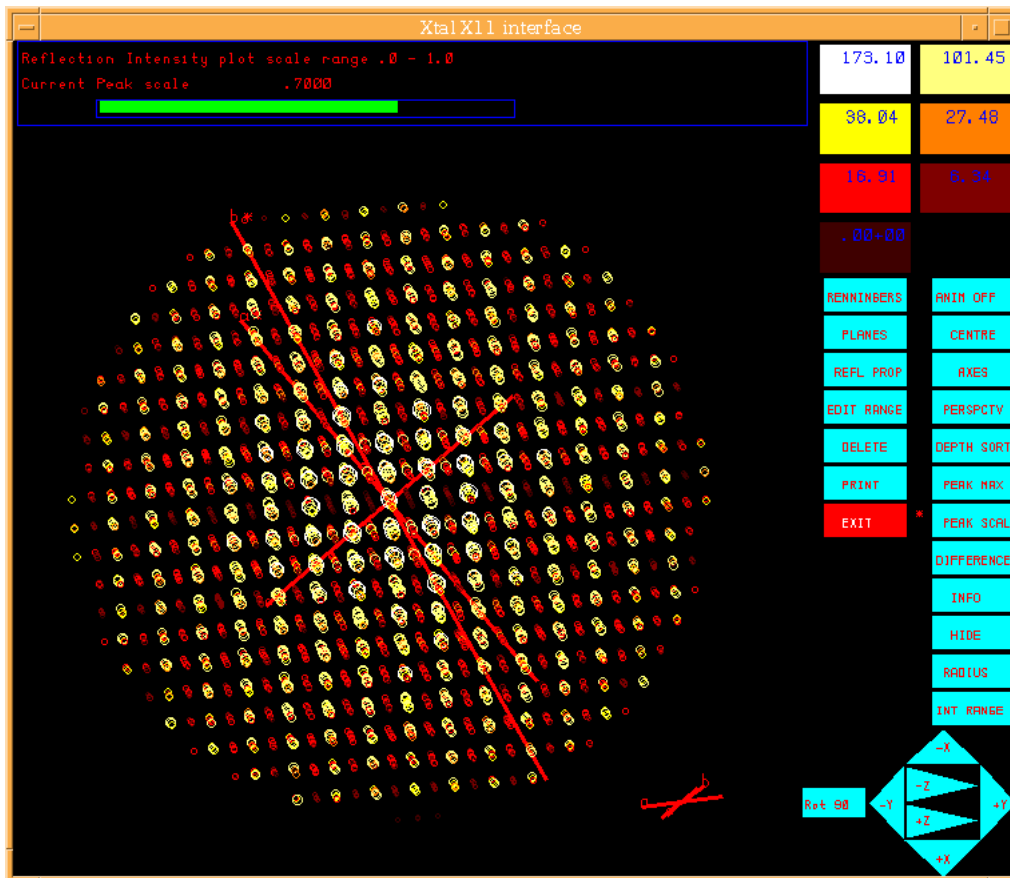 Xtal X11 interface
Reflection Intensity plot scale range .0 - 1.0
Current Peak scale .7000
173.10
101.45
38.04
27.48
16.91
.00+00
b*
a*
RENNINGERS
ANIM OFF
PLANES
CENTRE
REFL PROP
AXES
EDIT RANGE
PERSPCTV
DELETE
DEPTH SORT
PRINT
PEAK MAX
EXIT
* PEAK SCAL
DIFFERENCE
INFO
HIDE
RADIUS
INT RANGE
-X
-Z
Rot 90
-Y
+Y
+Z
+X
b
a